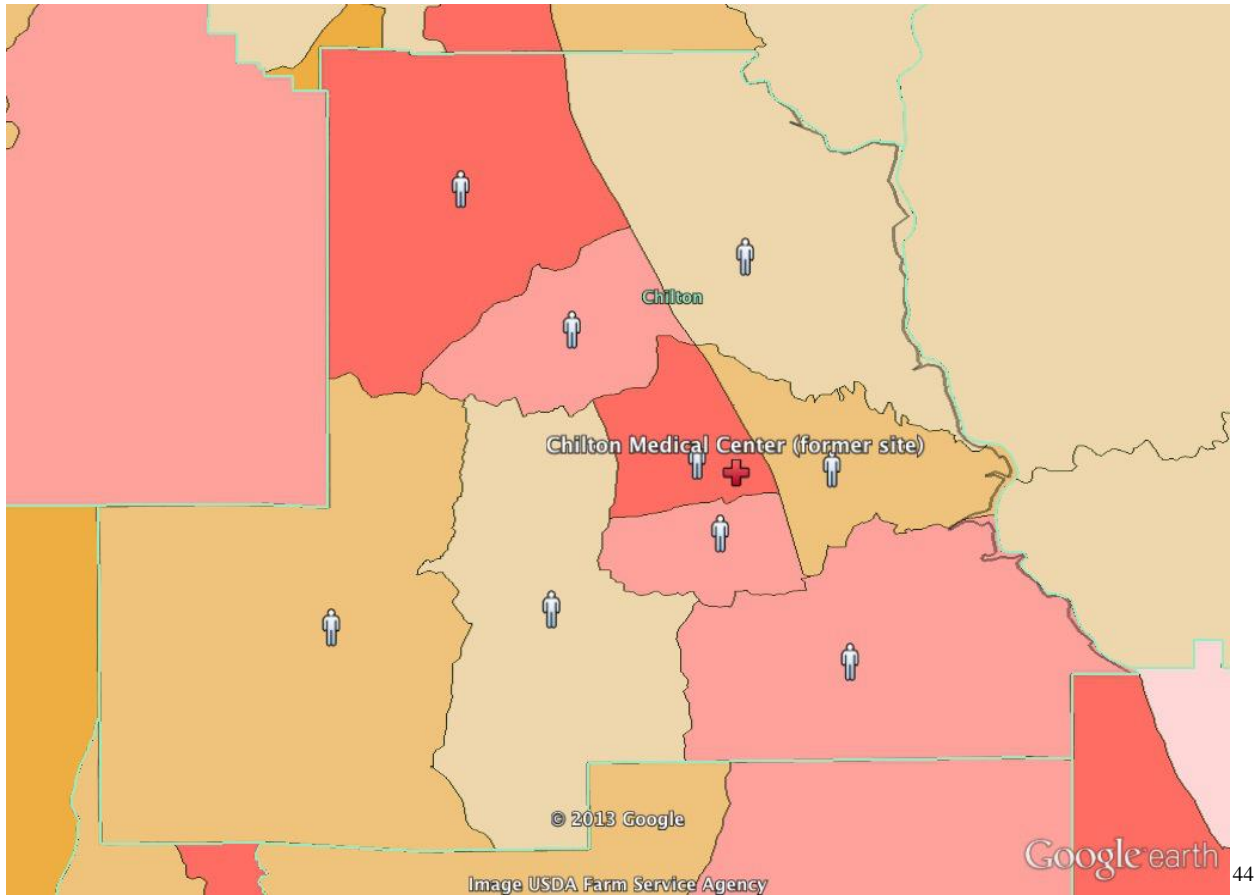 Chilton
Chilton Medical Center (former site)
© 2013 Google
Google earth
44
Image USDA Farm Service Agency